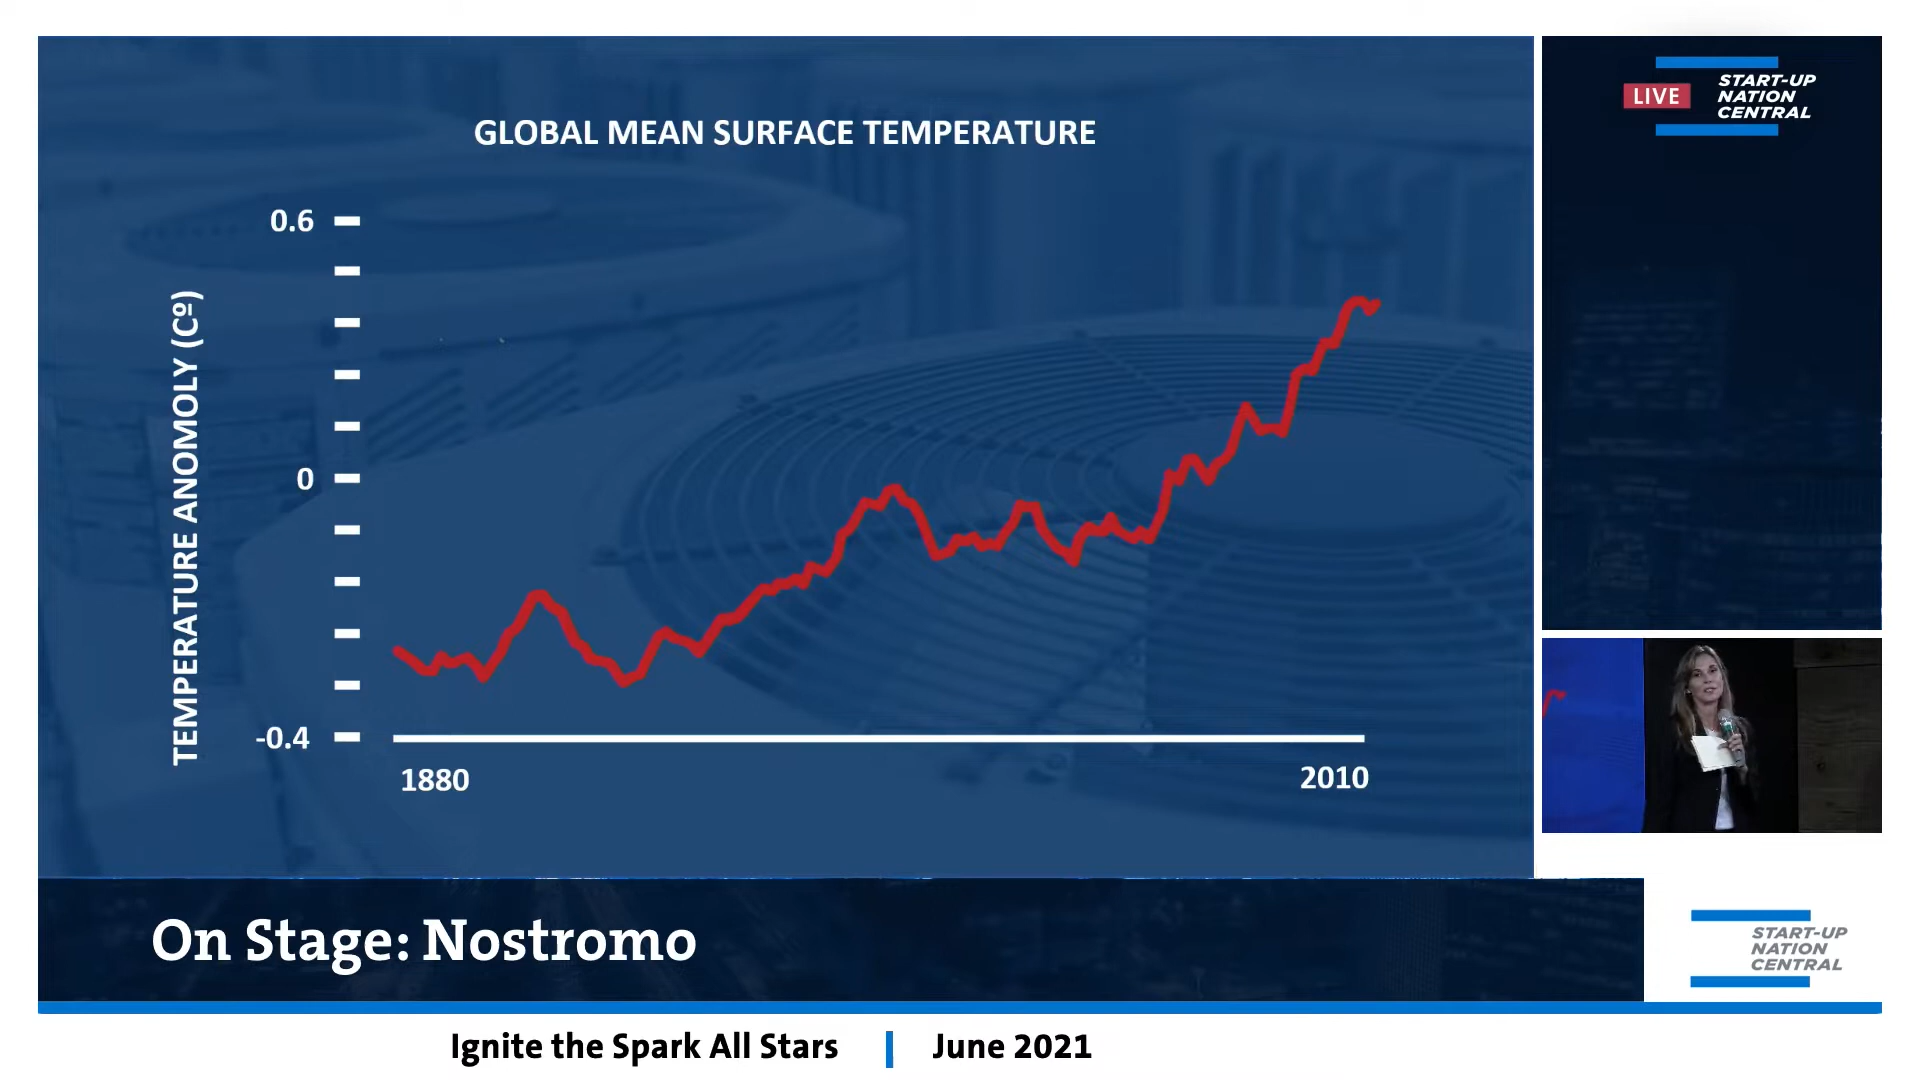 GLOBAL MEAN SURFACE TEMPERATURE
TEMPERATURE ANOMOLY (Cº)
0.6
0
-0.4
1880
2010
LIVE
START-UP
NATION
CENTRAL
On Stage: Nostromo
START-UP
NATION
CENTRAL
Ignite the Spark All Stars
June 2021